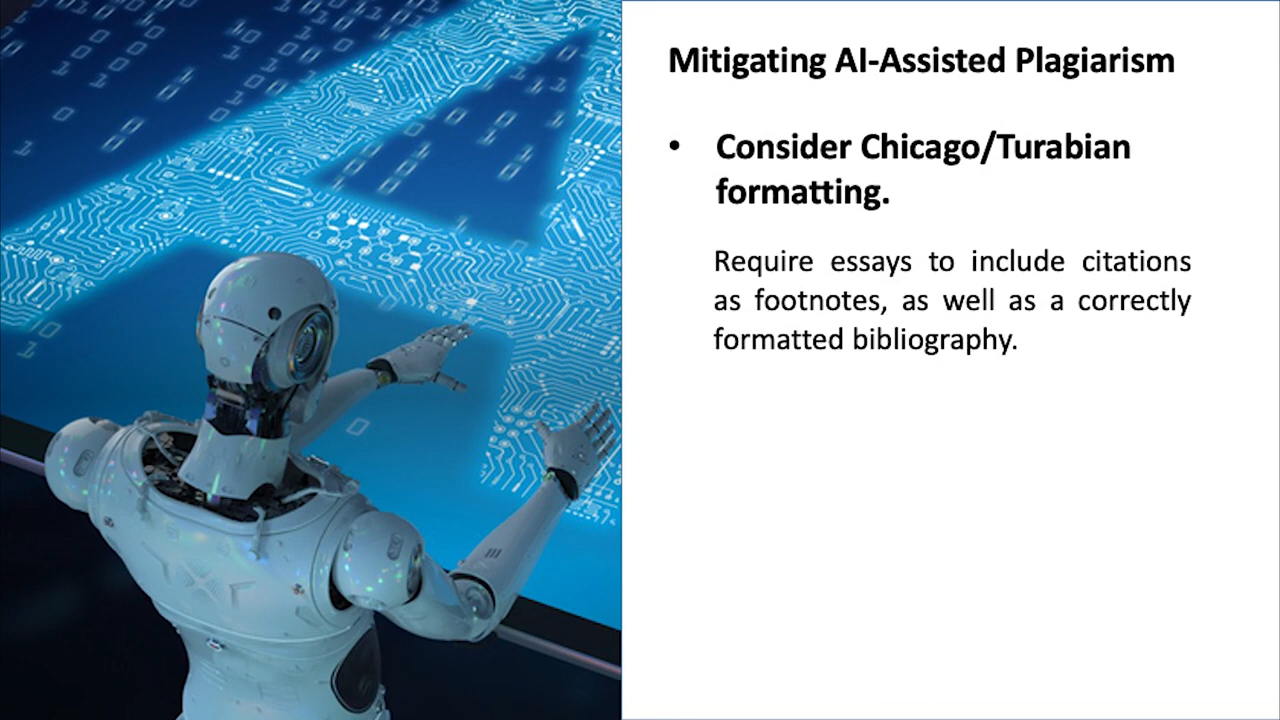 Mitigating AI-Assisted Plagiarism
• Consider Chicago/Turabian
formatting.
Require essays to include citations
as footnotes, as well as a correctly
formatted bibliography.